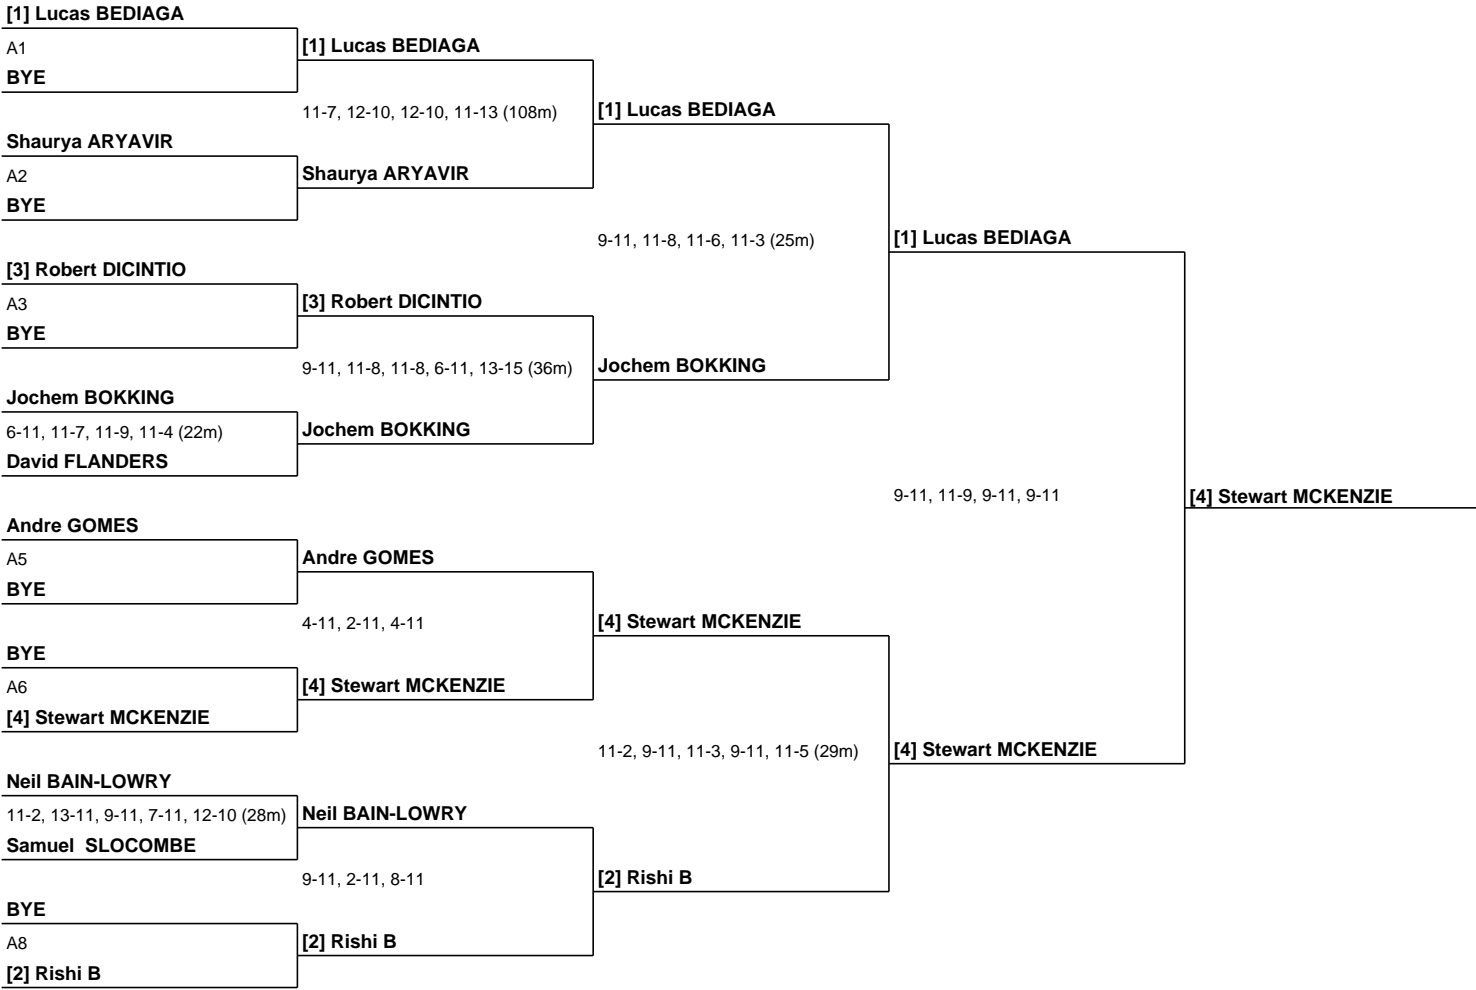 [1] Lucas BEDIAGA
A1
BYE
Shaurya ARYAVIR
A2
BYE
[3] Robert DICINTIO
A3
BYE
Jochem BOKKING
6-11, 11-7, 11-9, 11-4 (22m)
David FLANDERS
Andre GOMES
A5
BYE
BYE
A6
[4] Stewart MCKENZIE
Neil BAIN-LOWRY
11-2, 13-11, 9-11, 7-11, 12-10 (28m)
Samuel  SLOCOMBE
BYE
A8
[2] Rishi B
[1] Lucas BEDIAGA
11-7, 12-10, 12-10, 11-13 (108m)
Shaurya ARYAVIR
[3] Robert DICINTIO
9-11, 11-8, 11-8, 6-11, 13-15 (36m)
Jochem BOKKING
Andre GOMES
4-11, 2-11, 4-11
[4] Stewart MCKENZIE
Neil BAIN-LOWRY
9-11, 2-11, 8-11
[2] Rishi B
[1] Lucas BEDIAGA
9-11, 11-8, 11-6, 11-3 (25m)
Jochem BOKKING
[4] Stewart MCKENZIE
11-2, 9-11, 11-3, 9-11, 11-5 (29m)
[2] Rishi B
[1] Lucas BEDIAGA
9-11, 11-9, 9-11, 9-11
[4] Stewart MCKENZIE
[4] Stewart MCKENZIE